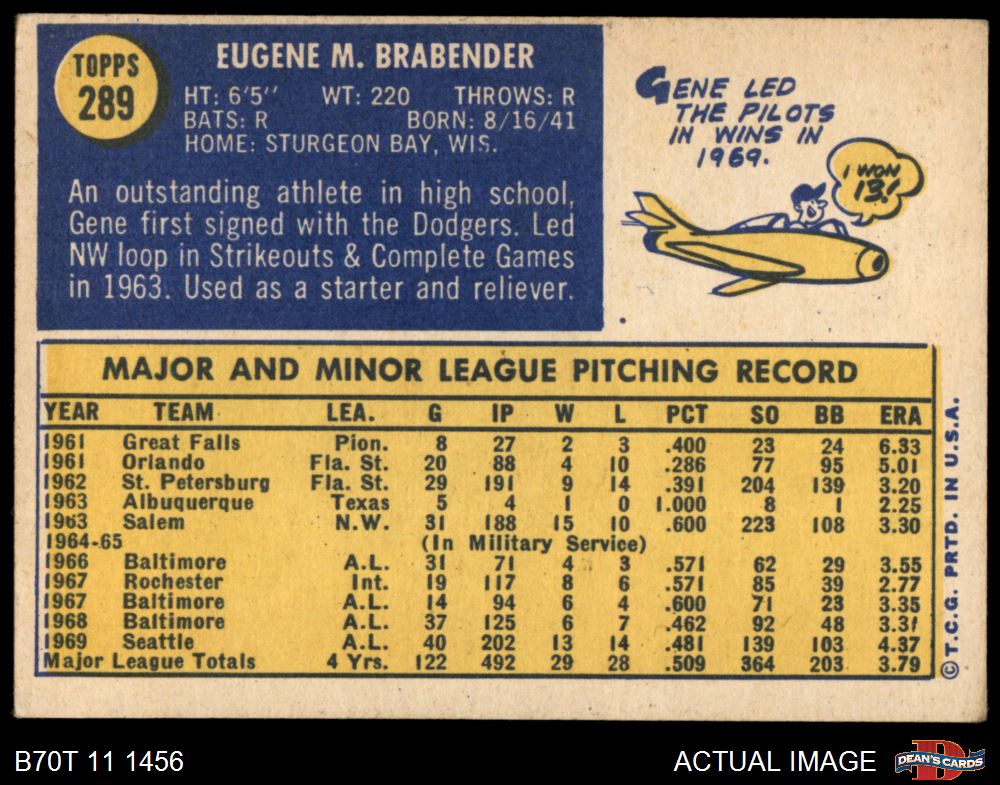 TOPPS
289
EUGENE M. BRABENDER
HT: 6'5" WT: 220 THROWS: R
BATS: R BORN: 8/16/41
HOME: STURGEON BAY, WIS.
An outstanding athlete in high school,
Gene first signed with the Dodgers. Led
NW loop in Strikeouts & Complete Games
in 1963. Used as a starter and reliever.
GENE LED
THE PILOTS
IN WINS IN
1969.
I WON
13!
MAJOR AND MINOR LEAGUE PITCHING RECORD
YEAR TEAM LEA. G IP W L PCT SO BB ERA
1961 Great Falls Pion. 8 27 2 3 .400 23 24 6.33
1961 Orlando Fla. St. 20 88 4 10 .286 77 95 5.01
1962 St. Petersburg Fla. St. 29 191 9 14 .391 204 139 3.20
1963 Albuquerque Texas 5 4 1 0 1.000 8 1 2.25
1963 Salem N.W. 31 188 15 10 .600 223 108 3.30
1964-65 (In Military Service)
1966 Baltimore A.L. 31 71 4 3 .571 62 29 3.55
1967 Rochester Int. 19 117 8 6 .571 85 39 2.77
1967 Baltimore A.L. 14 94 6 4 .600 71 23 3.35
1968 Baltimore A.L. 37 125 6 7 .462 92 48 3.31
1969 Seattle A.L. 40 202 13 14 .481 139 103 4.37
Major League Totals 4 Yrs. 122 492 29 28 .509 364 203 3.79
©T.C.G. PRTD. IN U.S.A.
B70T 11 1456
ACTUAL IMAGE
DEAN'S CARDS